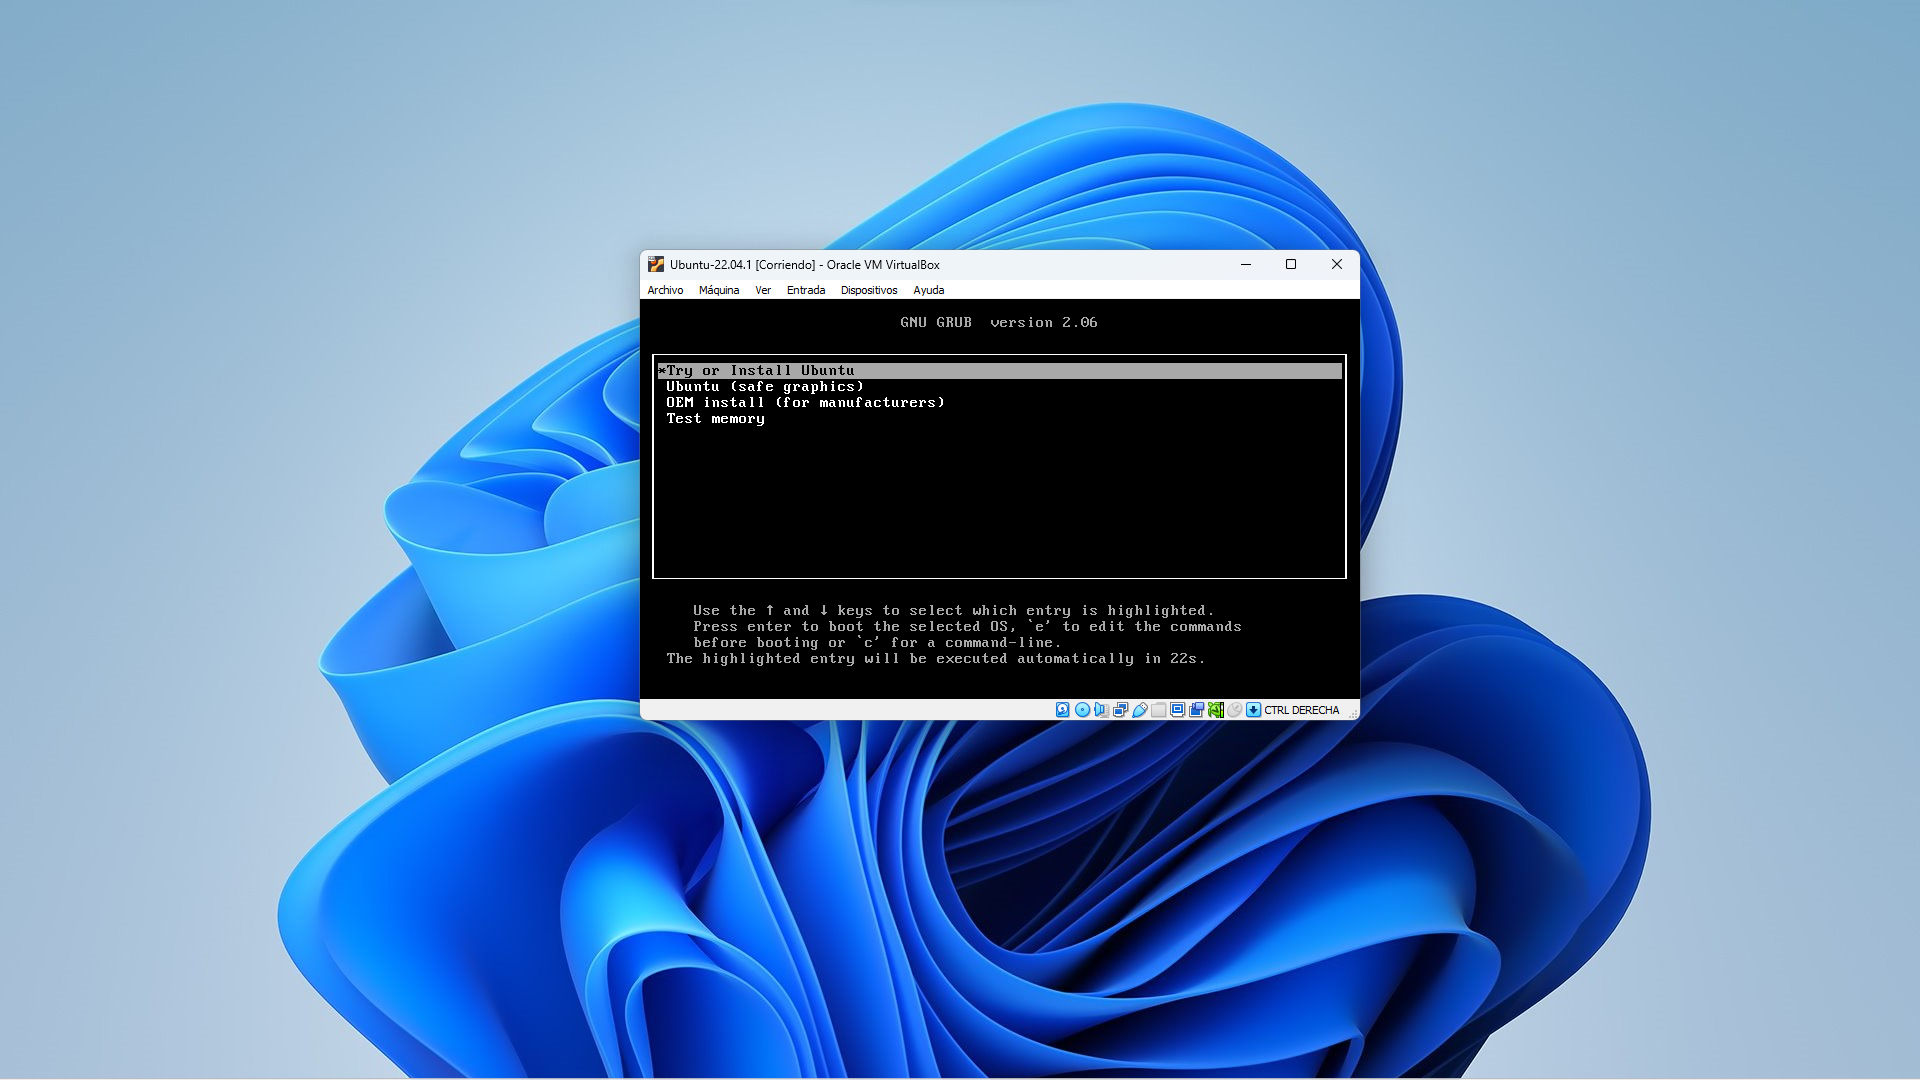 Ubuntu-22.04.1 [Corriendo] - Oracle VM VirtualBox
Archivo Máquina Ver Entrada Dispositivos Ayuda
GNU GRUB version 2.06
*Try or Install Ubuntu
Ubuntu (safe graphics)
OEM install (for manufacturers)
Test memory
Use the ↑ and ↓ keys to select which entry is highlighted.
Press enter to boot the selected OS, `e' to edit the commands
before booting or `c' for a command-line.
The highlighted entry will be executed automatically in 22s.
CTRL DERECHA